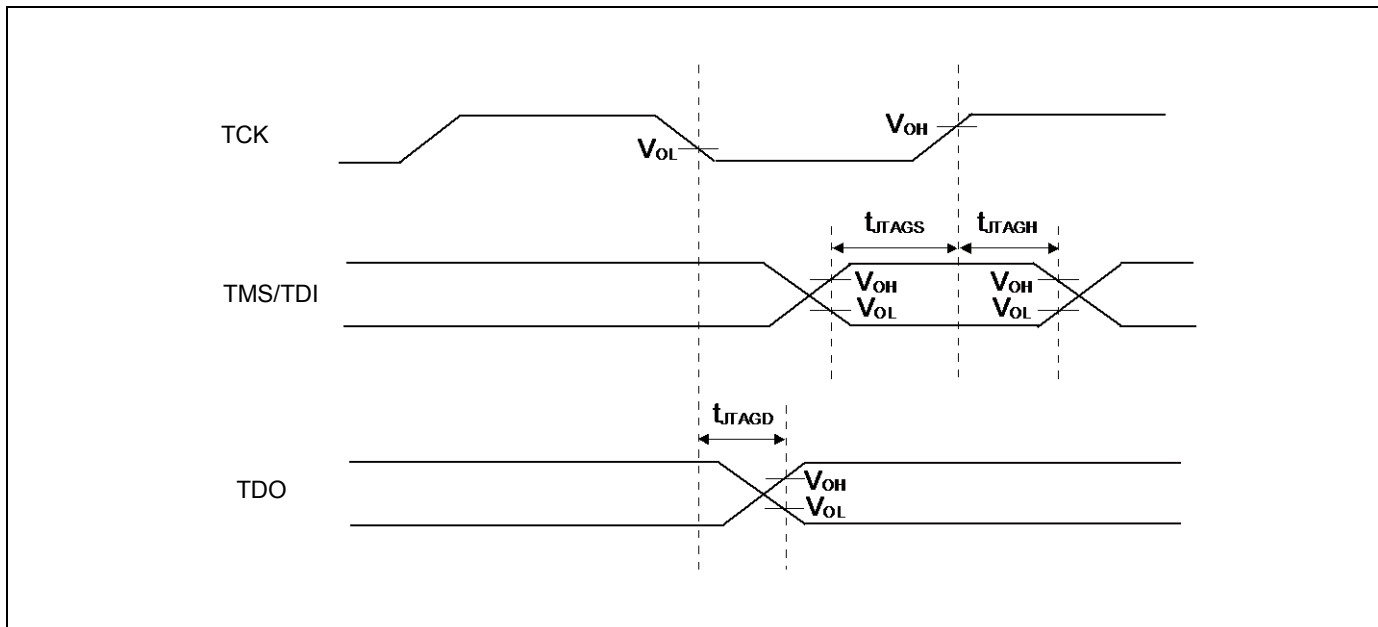 TCK
VOL
VOH
tJTAGS
tJTAGH
TMS/TDI
VOH
VOL
VOH
VOL
tJTAGD
TDO
VOH
VOL